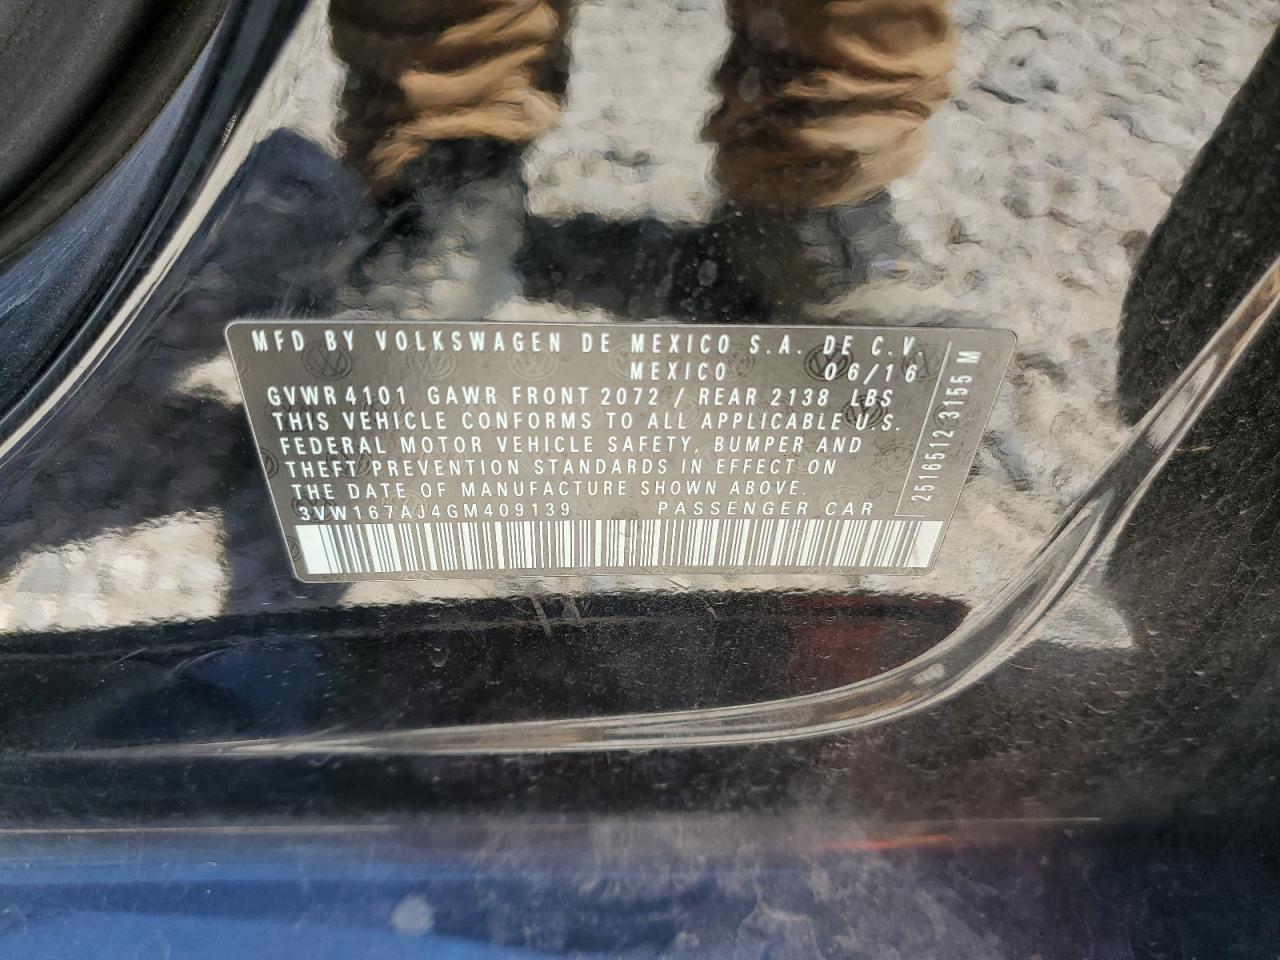 MFD BY VOLKSWAGEN DE MEXICO S.A. DE C.V.
MEXICO 06/16
GVWR 4101 GAWR FRONT 2072 / REAR 2138 LBS
THIS VEHICLE CONFORMS TO ALL APPLICABLE U.S.
FEDERAL MOTOR VEHICLE SAFETY, BUMPER AND
THEFT PREVENTION STANDARDS IN EFFECT ON
THE DATE OF MANUFACTURE SHOWN ABOVE.
3VW167AJ4GM409139 PASSENGER CAR
2516512 3155 M